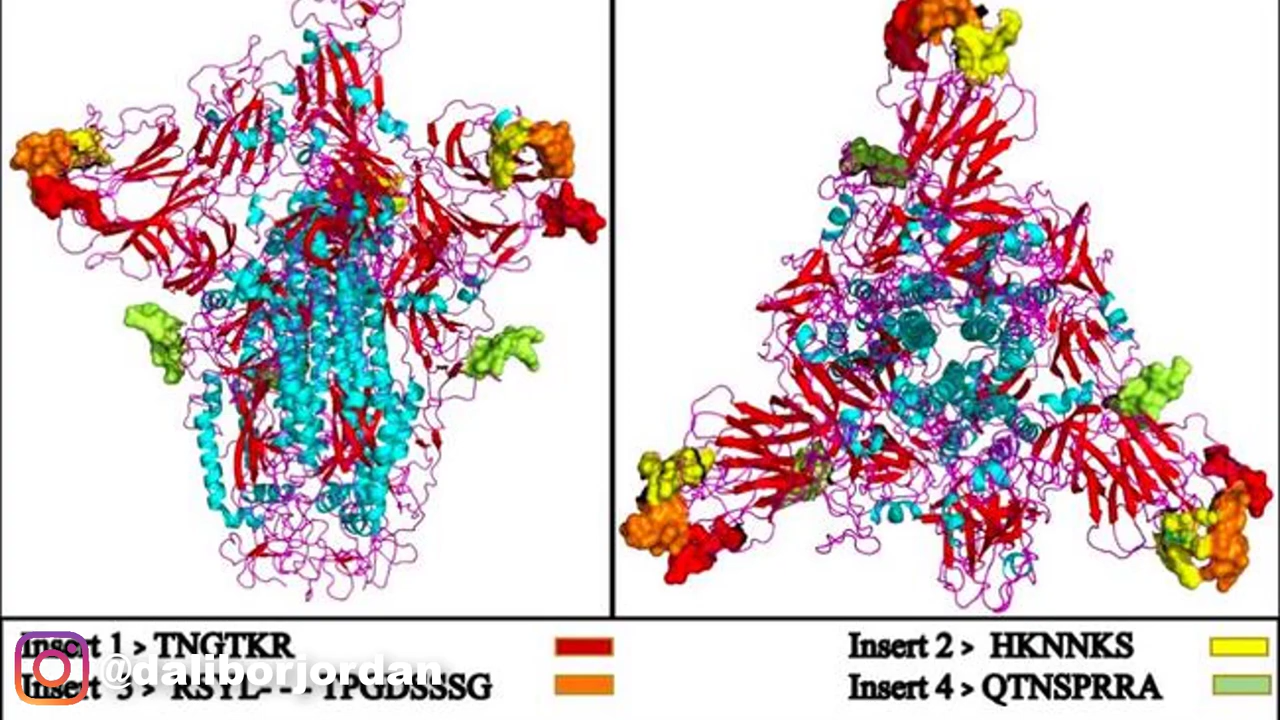 Insert 1 > TNGTKR
Insert 2 > HKNNKS
@daliborjordan
Insert 3 > RSYL- - - TPGDSSSG
Insert 4 > QTNSPRRA